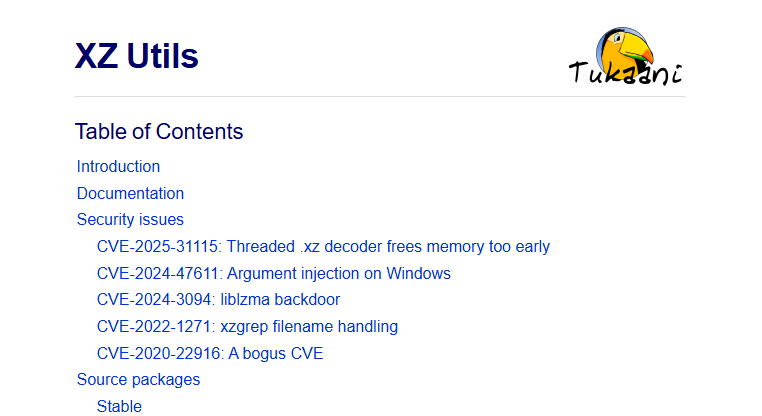 XZ Utils
Tukaani
Table of Contents
Introduction
Documentation
Security issues
CVE-2025-31115: Threaded .xz decoder frees memory too early
CVE-2024-47611: Argument injection on Windows
CVE-2024-3094: liblzma backdoor
CVE-2022-1271: xzgrep filename handling
CVE-2020-22916: A bogus CVE
Source packages
Stable